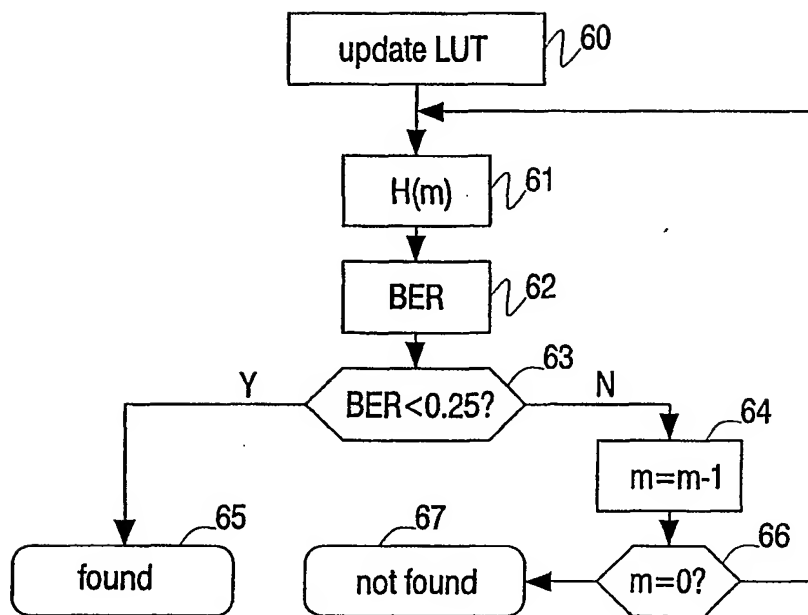 update LUT
60
H(m)
61
BER
62
63
Y
BER<0.25?
N
64
m=m-1
65
67
66
found
not found
m=0?